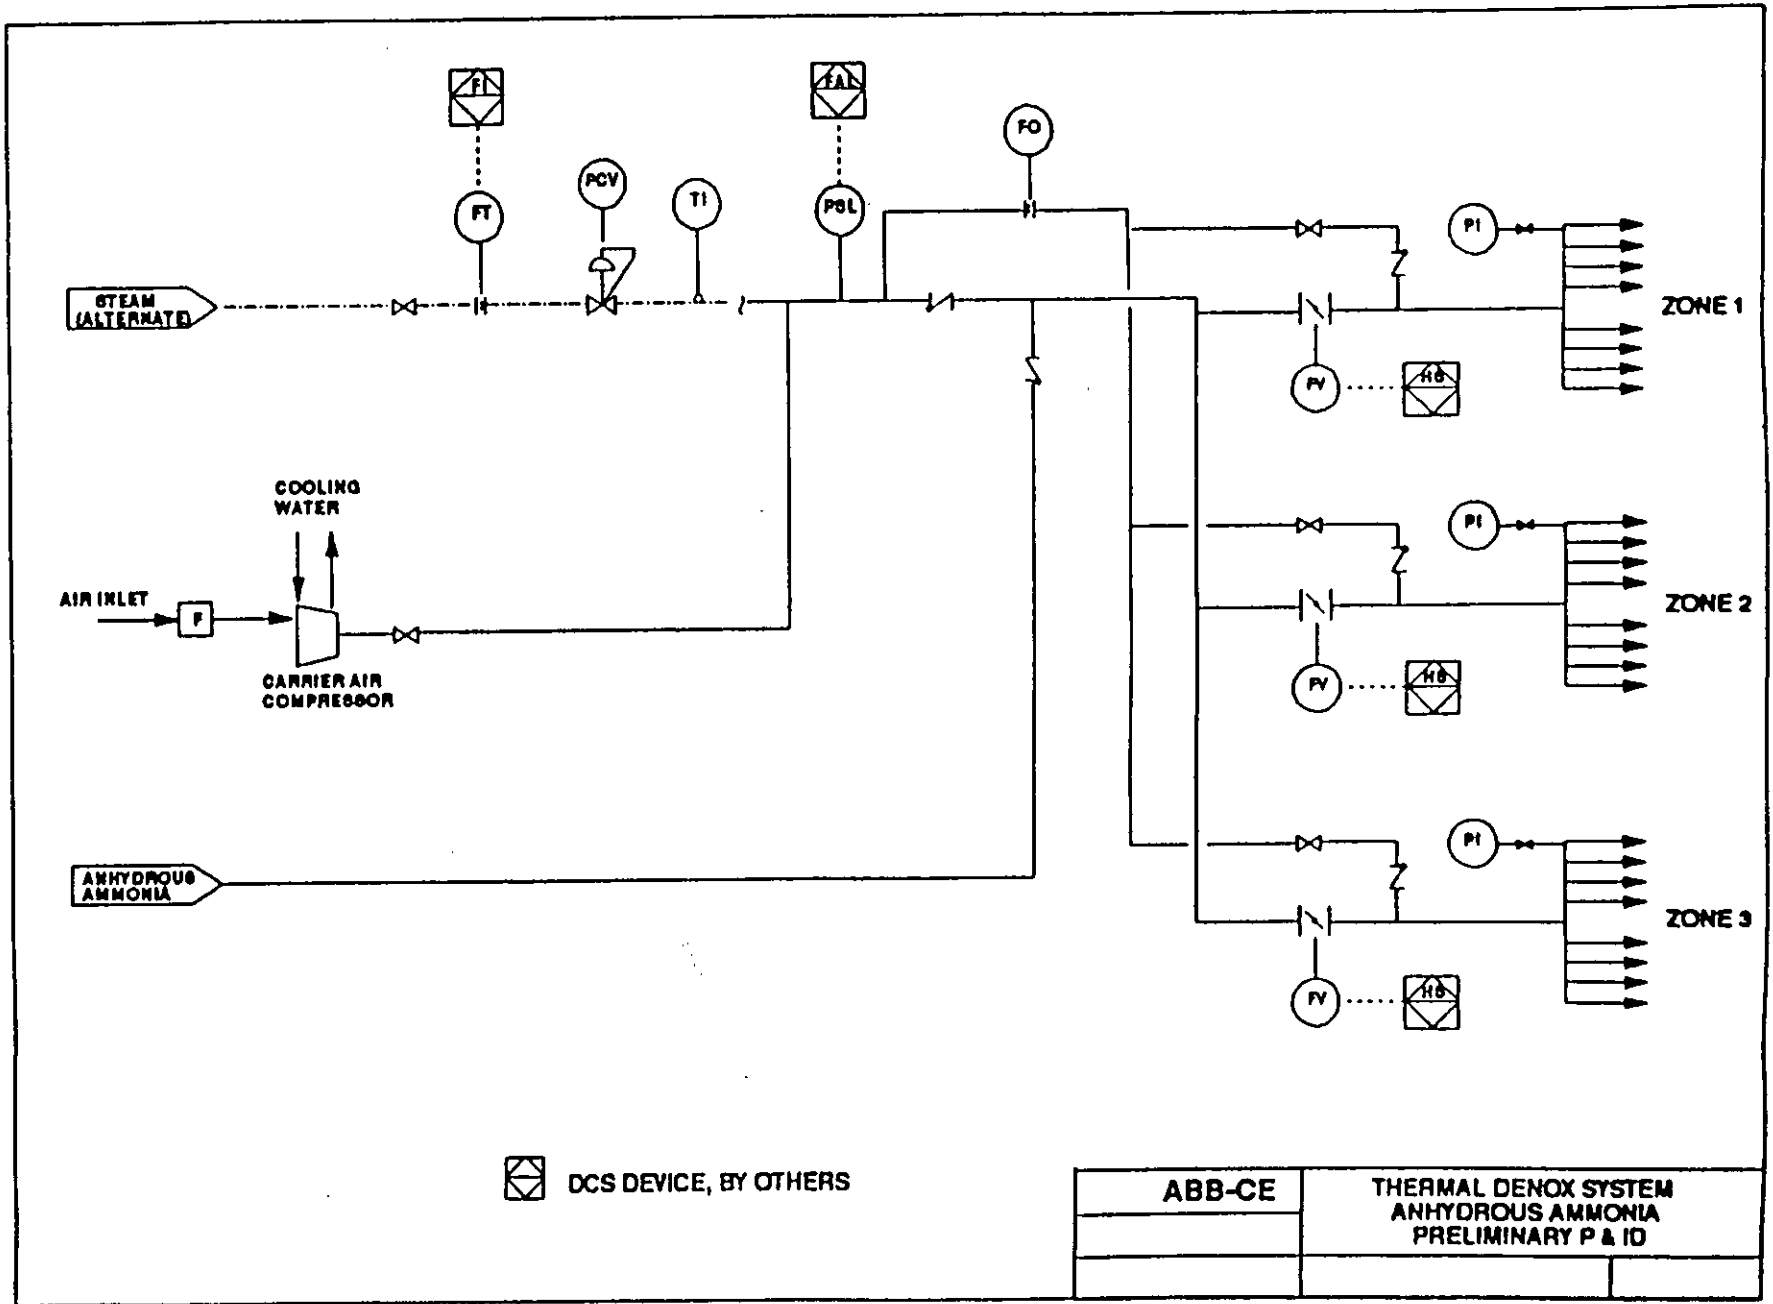 FI
FAL
FO
PCV
TI
FT
PSL
PI
STEAM
(ALTERNATE)
ZONE 1
FV
HS
COOLING
WATER
PI
AIR INLET
F
ZONE 2
CARRIER AIR
COMPRESSOR
FV
HS
PI
ANHYDROUS
AMMONIA
ZONE 3
FV
HS
DCS DEVICE, BY OTHERS
ABB-CE
THERMAL DENOX SYSTEM
ANHYDROUS AMMONIA
PRELIMINARY P & ID